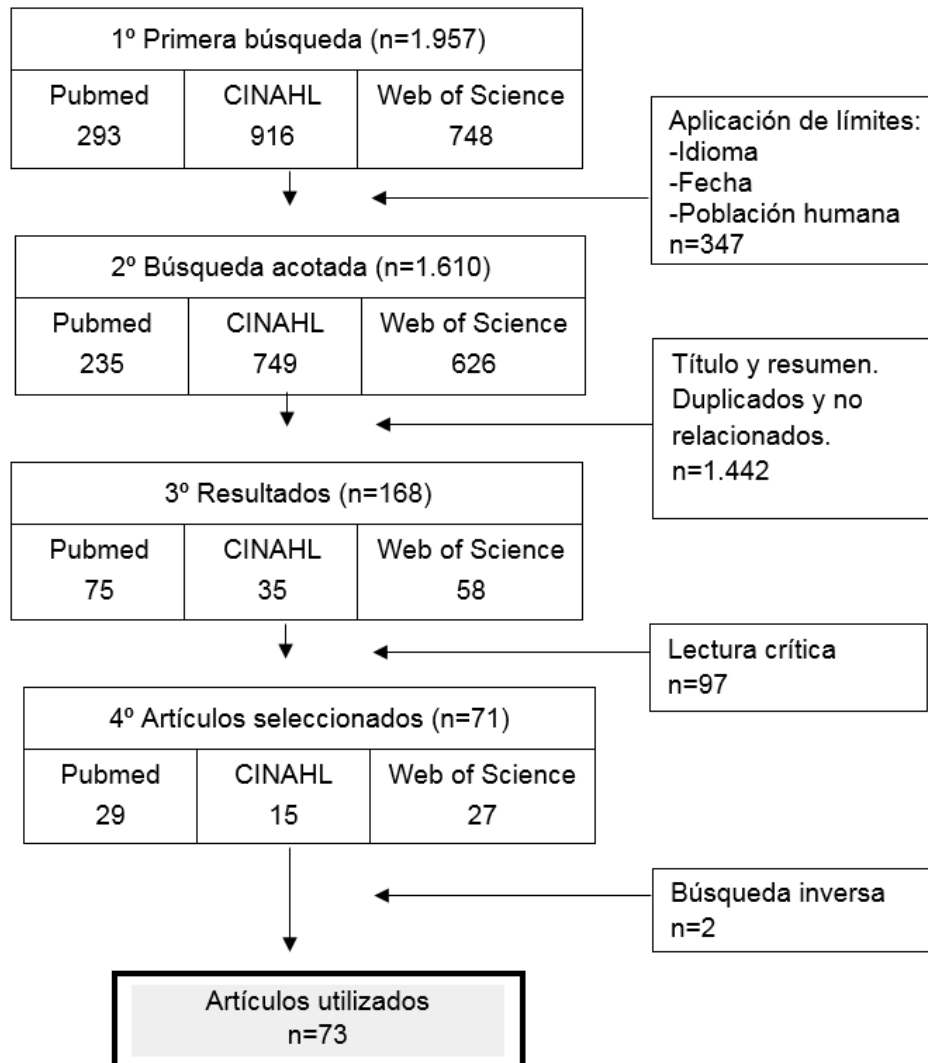 1º Primera búsqueda (n=1.957)
Pubmed CINAHL Web of Science
293 916 748
Aplicación de límites:
-Idioma
-Fecha
-Población humana
n=347
2º Búsqueda acotada (n=1.610)
Pubmed CINAHL Web of Science
235 749 626
Título y resumen.
Duplicados y no
relacionados.
n=1.442
3º Resultados (n=168)
Pubmed CINAHL Web of Science
75 35 58
Lectura crítica
n=97
4º Artículos seleccionados (n=71)
Pubmed CINAHL Web of Science
29 15 27
Búsqueda inversa
n=2
Artículos utilizados
n=73